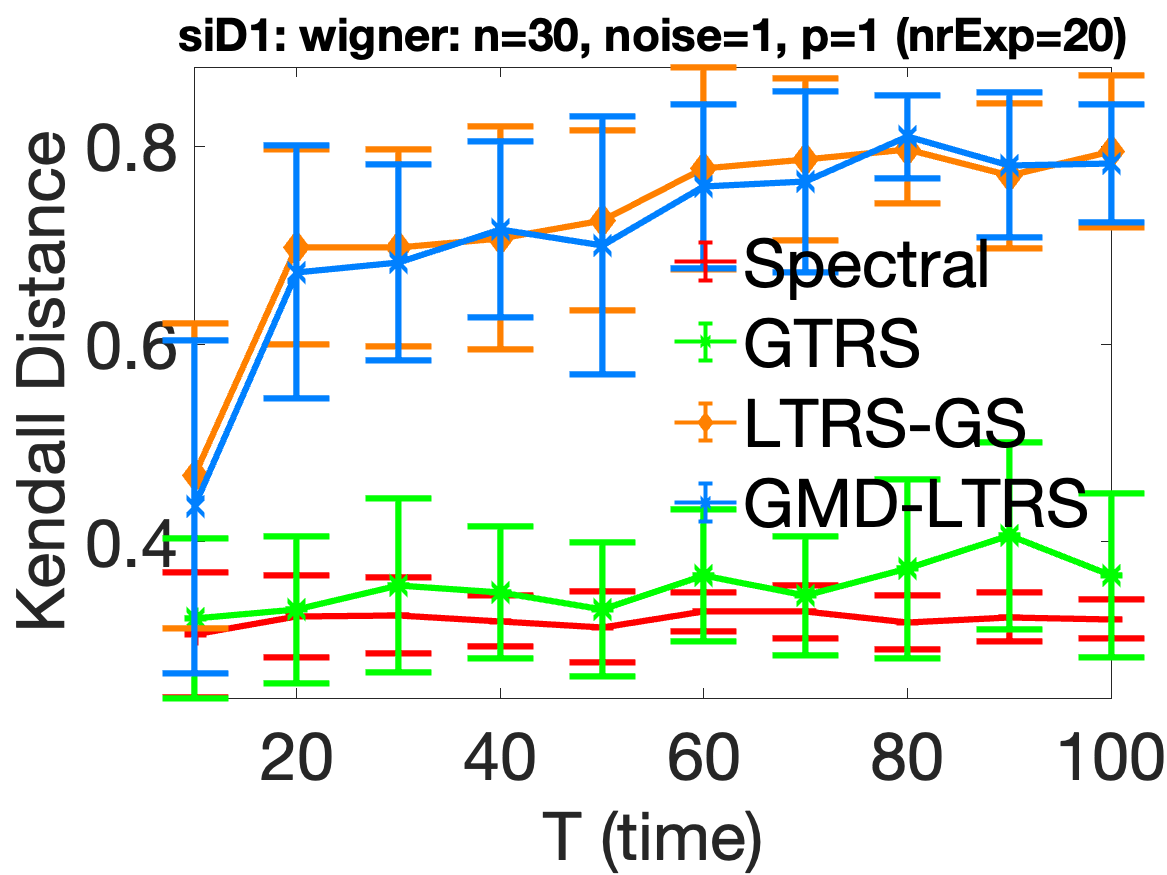 siD1: wigner: n=30, noise=1, p=1 (nrExp=20)
Kendall Distance
0.8
0.6
0.4
Spectral
GTRS
LTRS-GS
GMD-LTRS
20 40 60 80 100
T (time)